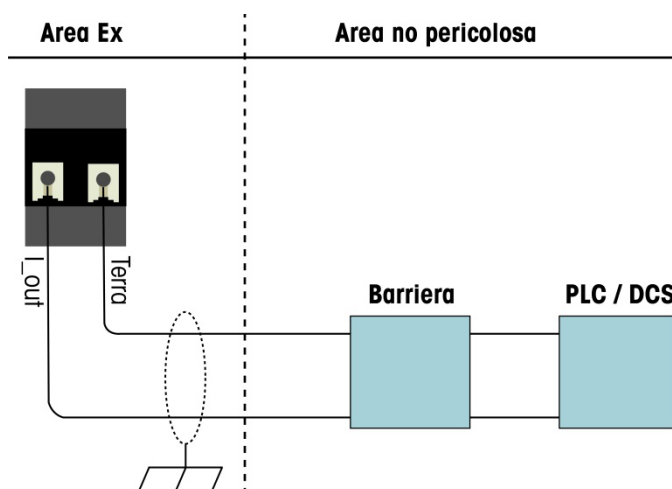 Area Ex
Area no pericolosa
I_out
Terra
Barriera
PLC / DCS